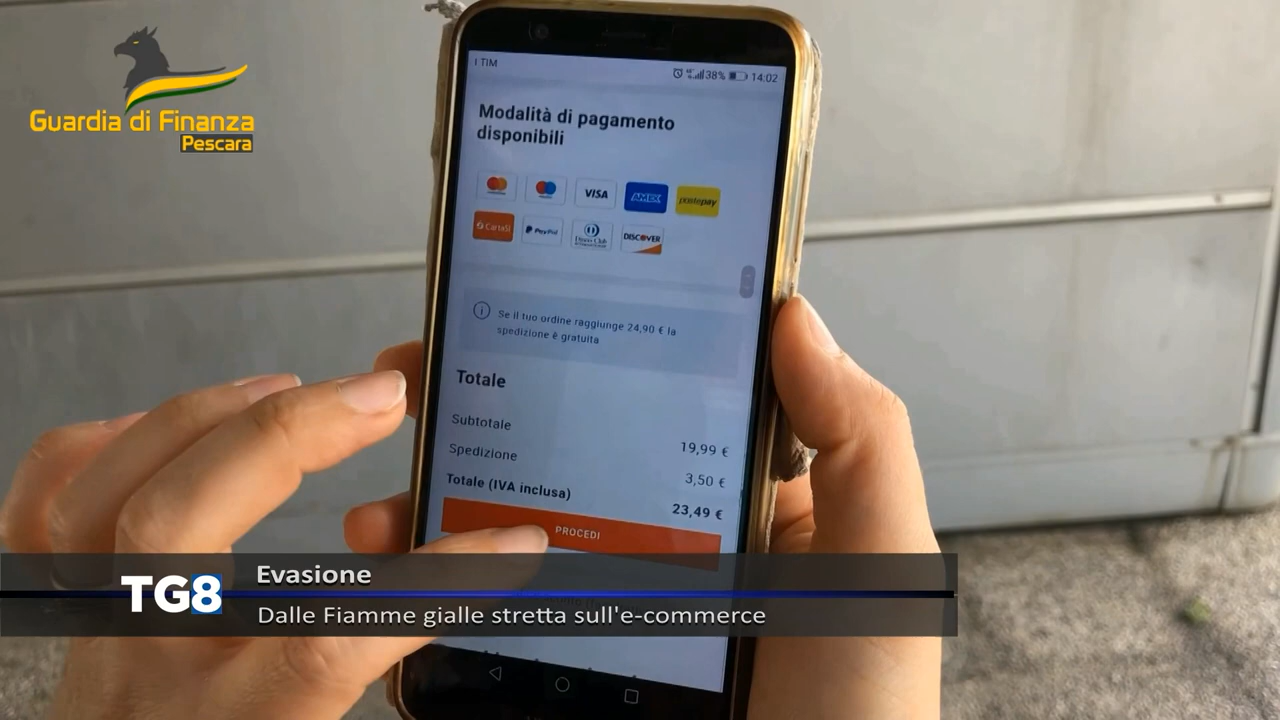 Guardia di Finanza
Pescara
TIM
38% 14:02
Modalità di pagamento
disponibili
VISA
AMEX
postepay
CartaSi
PayPal
Diners Club
DISCOVER
Se il tuo ordine raggiunge 24,90 € la
spedizione è gratuita
Totale
Subtotale 19,99 €
Spedizione 3,50 €
Totale (IVA inclusa) 23,49 €
PROCEDI
TG8
Evasione
Dalle Fiamme gialle stretta sull'e-commerce